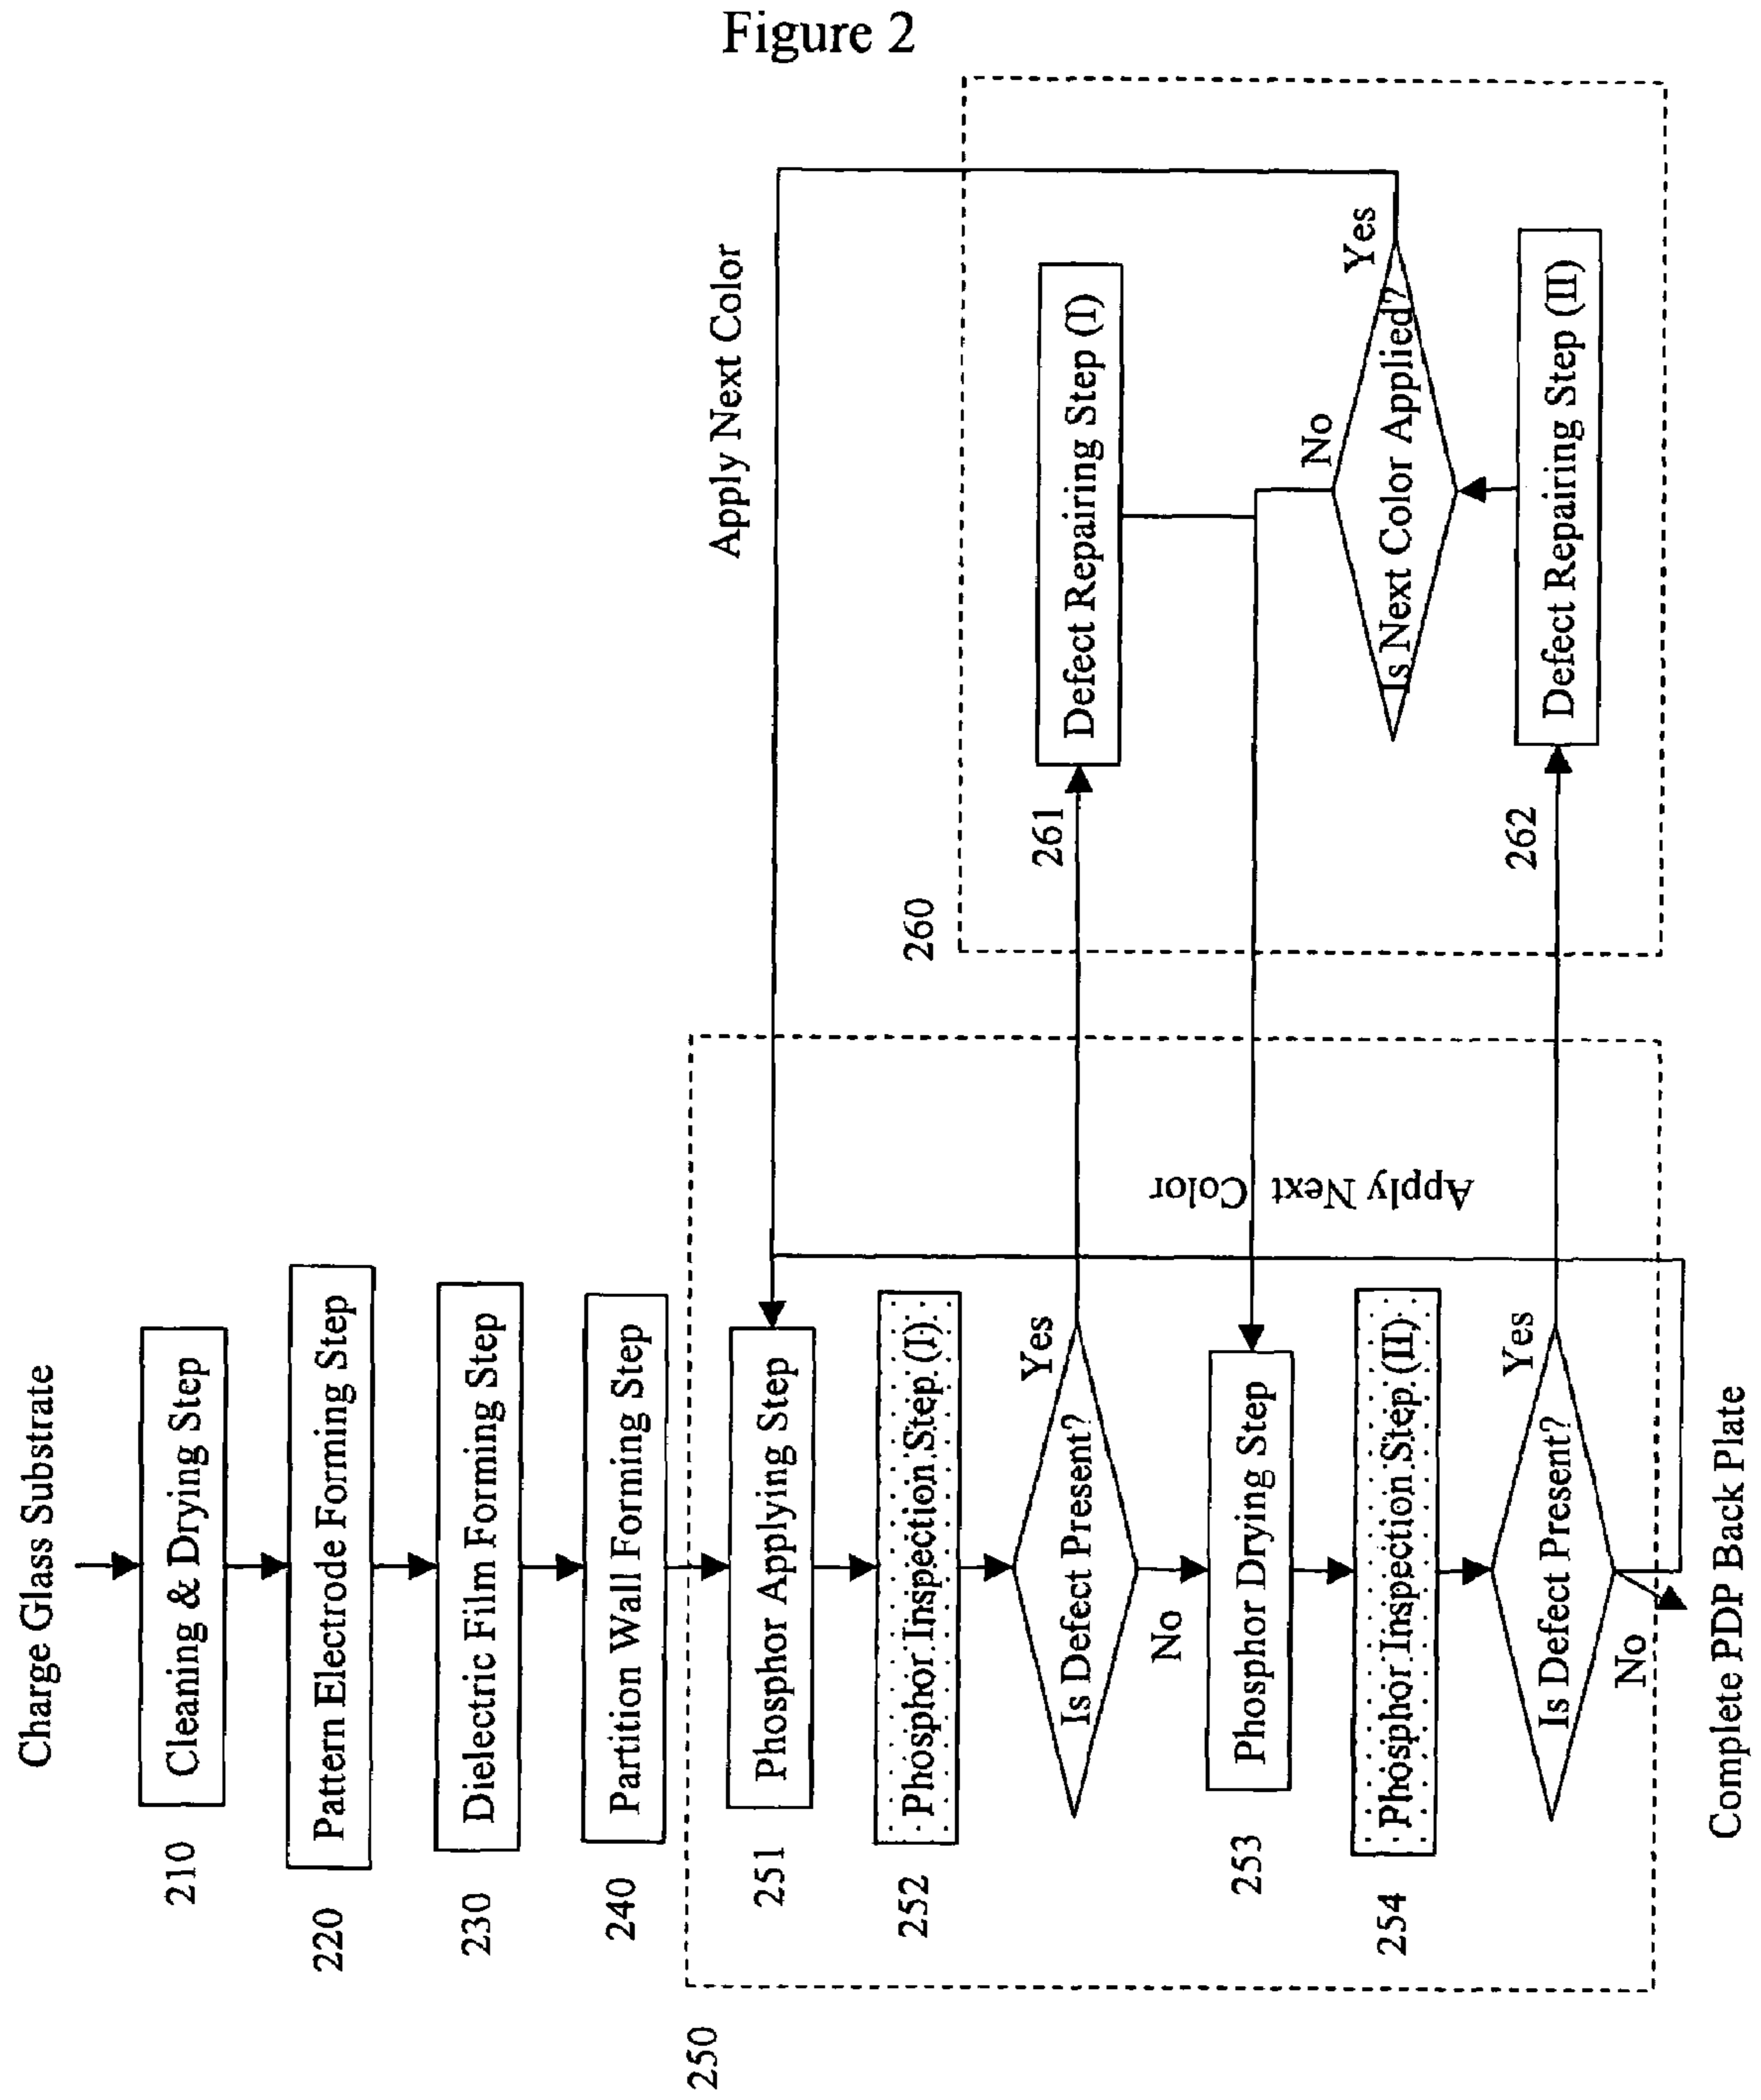 Figure 2
Charge Glass Substrate
210
Cleaning & Drying Step
220
Pattern Electrode Forming Step
230
Dielectric Film Forming Step
240
Partition Wall Forming Step
250
251
Phosphor Applying Step
Apply Next Color
252
Phosphor Inspection Step (I)
260
Is Defect Present?
Yes
No
261
Defect Repairing Step (I)
Apply Next Color
253
Phosphor Drying Step
No
Is Next Color Applied?
Yes
254
Phosphor Inspection Step (II)
Is Defect Present?
Yes
No
262
Defect Repairing Step (II)
Complete PDP Back Plate